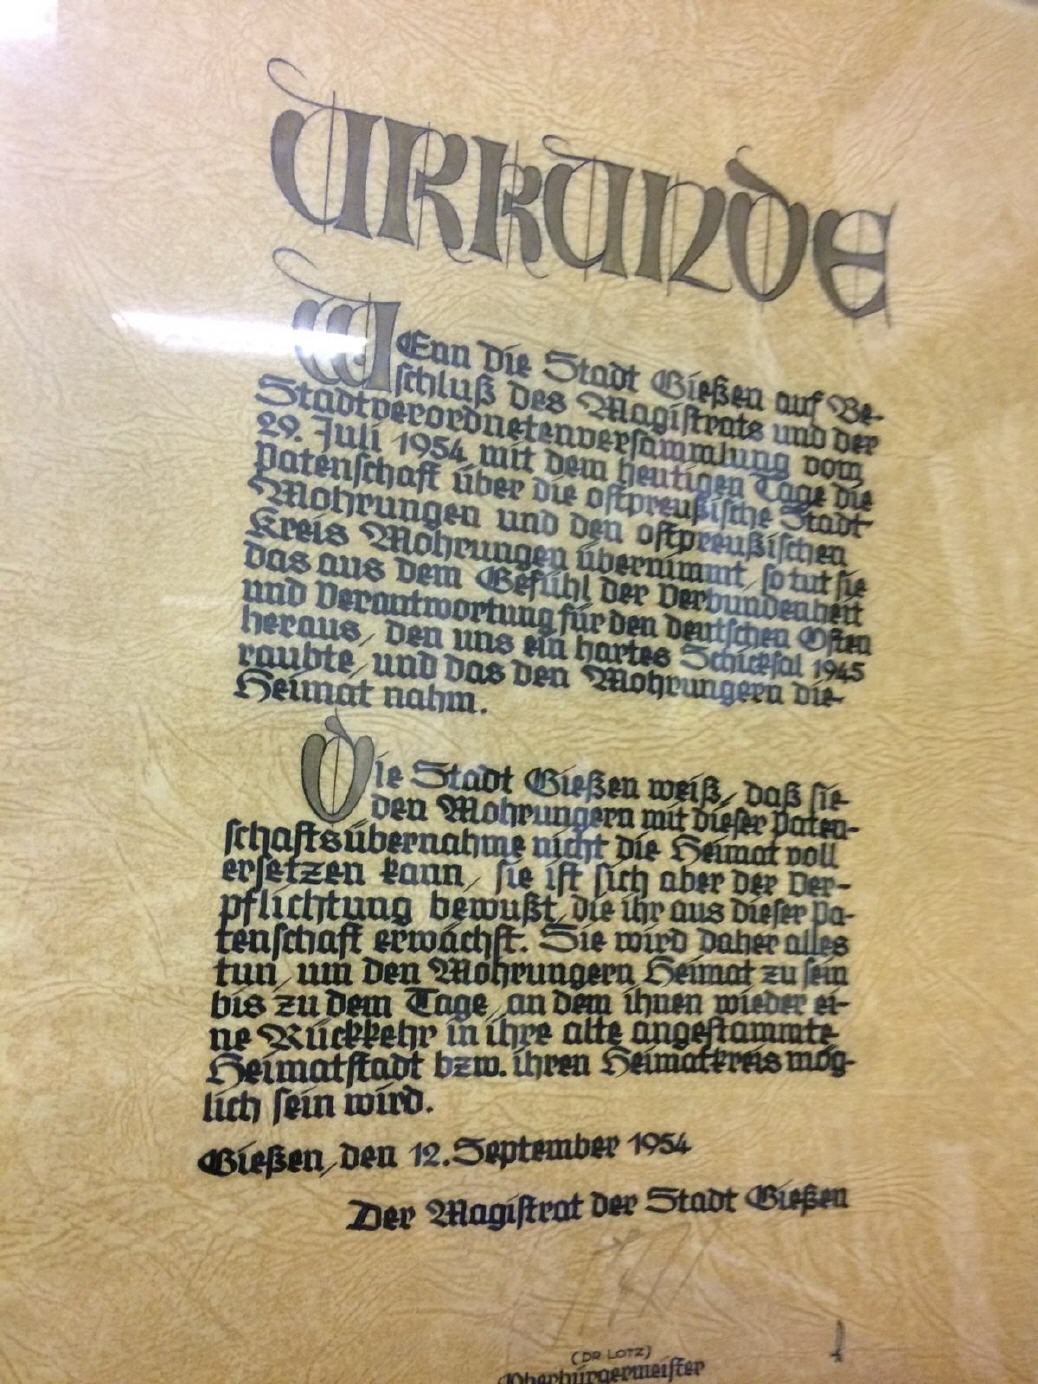 URKUNDE
Wenn die Stadt Gießen auf Be-
schluß des Magistrats und der
Stadtverordnetenversammlung vom
29. Juli 1954 mit dem heutigen Tage die
Patenschaft über die ostpreußische Stadt
Mohrungen und den ostpreußischen
Kreis Mohrungen übernimmt, so tut sie
das aus dem Gefühl der Verbundenheit
und Verantwortung für den deutschen Osten
heraus, den uns ein hartes Schicksal 1945
raubte, und das den Mohrungern die
Heimat nahm.
Die Stadt Gießen weiß, daß sie
den Mohrungern mit dieser Paten-
schaftsübernahme nicht die Heimat voll
ersetzen kann, sie ist sich aber der Ver-
pflichtung bewußt, die ihr aus dieser Pa-
tenschaft erwächst. Sie wird daher alles
tun, um den Mohrungern Heimat zu sein
bis zu dem Tage, an dem ihnen wieder ei-
ne Rückkehr in ihre alte angestammte
Heimatstadt bzw. ihren Heimatkreis mög-
lich sein wird.
Gießen, den 12. September 1954
Der Magistrat der Stadt Gießen
(DR LOTZ)
Oberbürgermeister